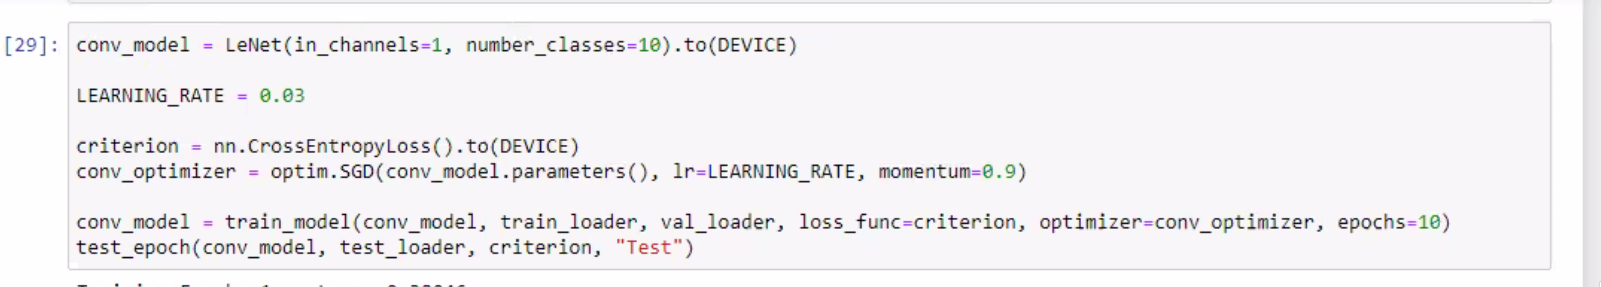 [29]: conv_model = LeNet(in_channels=1, number_classes=10).to(DEVICE)
LEARNING_RATE = 0.03
criterion = nn.CrossEntropyLoss().to(DEVICE)
conv_optimizer = optim.SGD(conv_model.parameters(), lr=LEARNING_RATE, momentum=0.9)
conv_model = train_model(conv_model, train_loader, val_loader, loss_func=criterion, optimizer=conv_optimizer, epochs=10)
test_epoch(conv_model, test_loader, criterion, "Test")